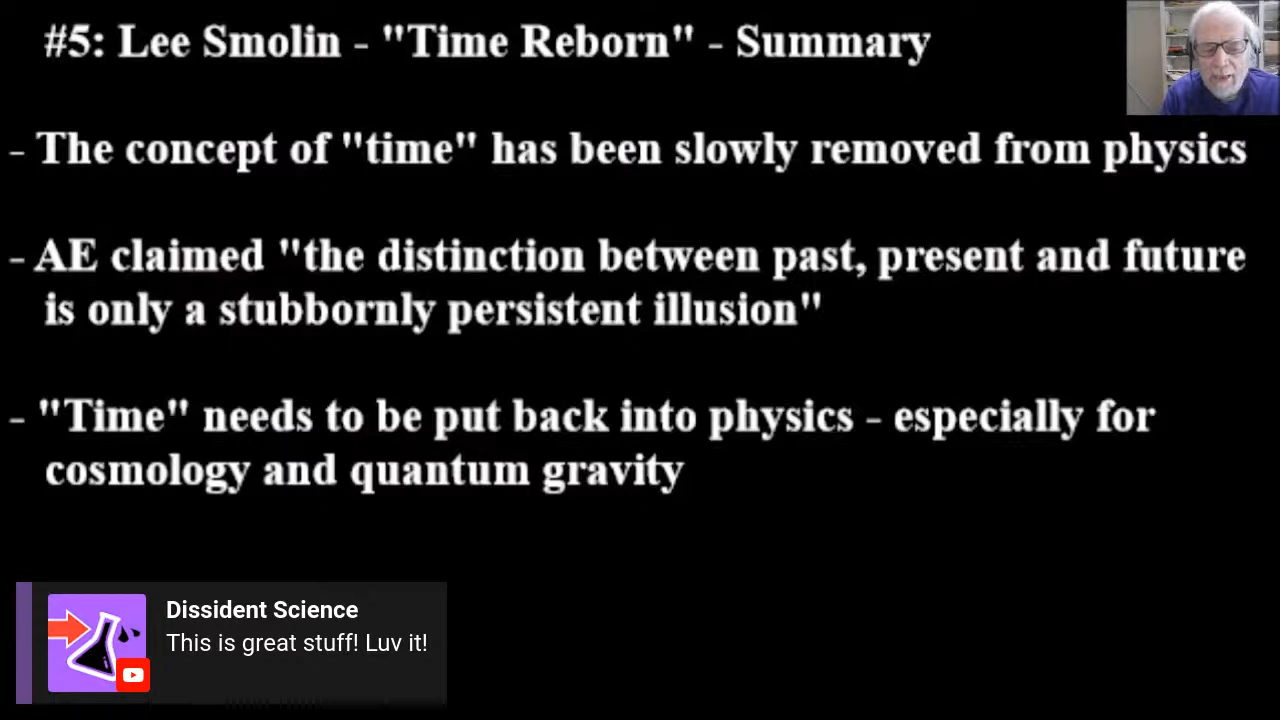 #5: Lee Smolin - "Time Reborn" - Summary
- The concept of "time" has been slowly removed from physics
- AE claimed "the distinction between past, present and future
is only a stubbornly persistent illusion"
- "Time" needs to be put back into physics - especially for
cosmology and quantum gravity
Dissident Science
This is great stuff! Luv it!